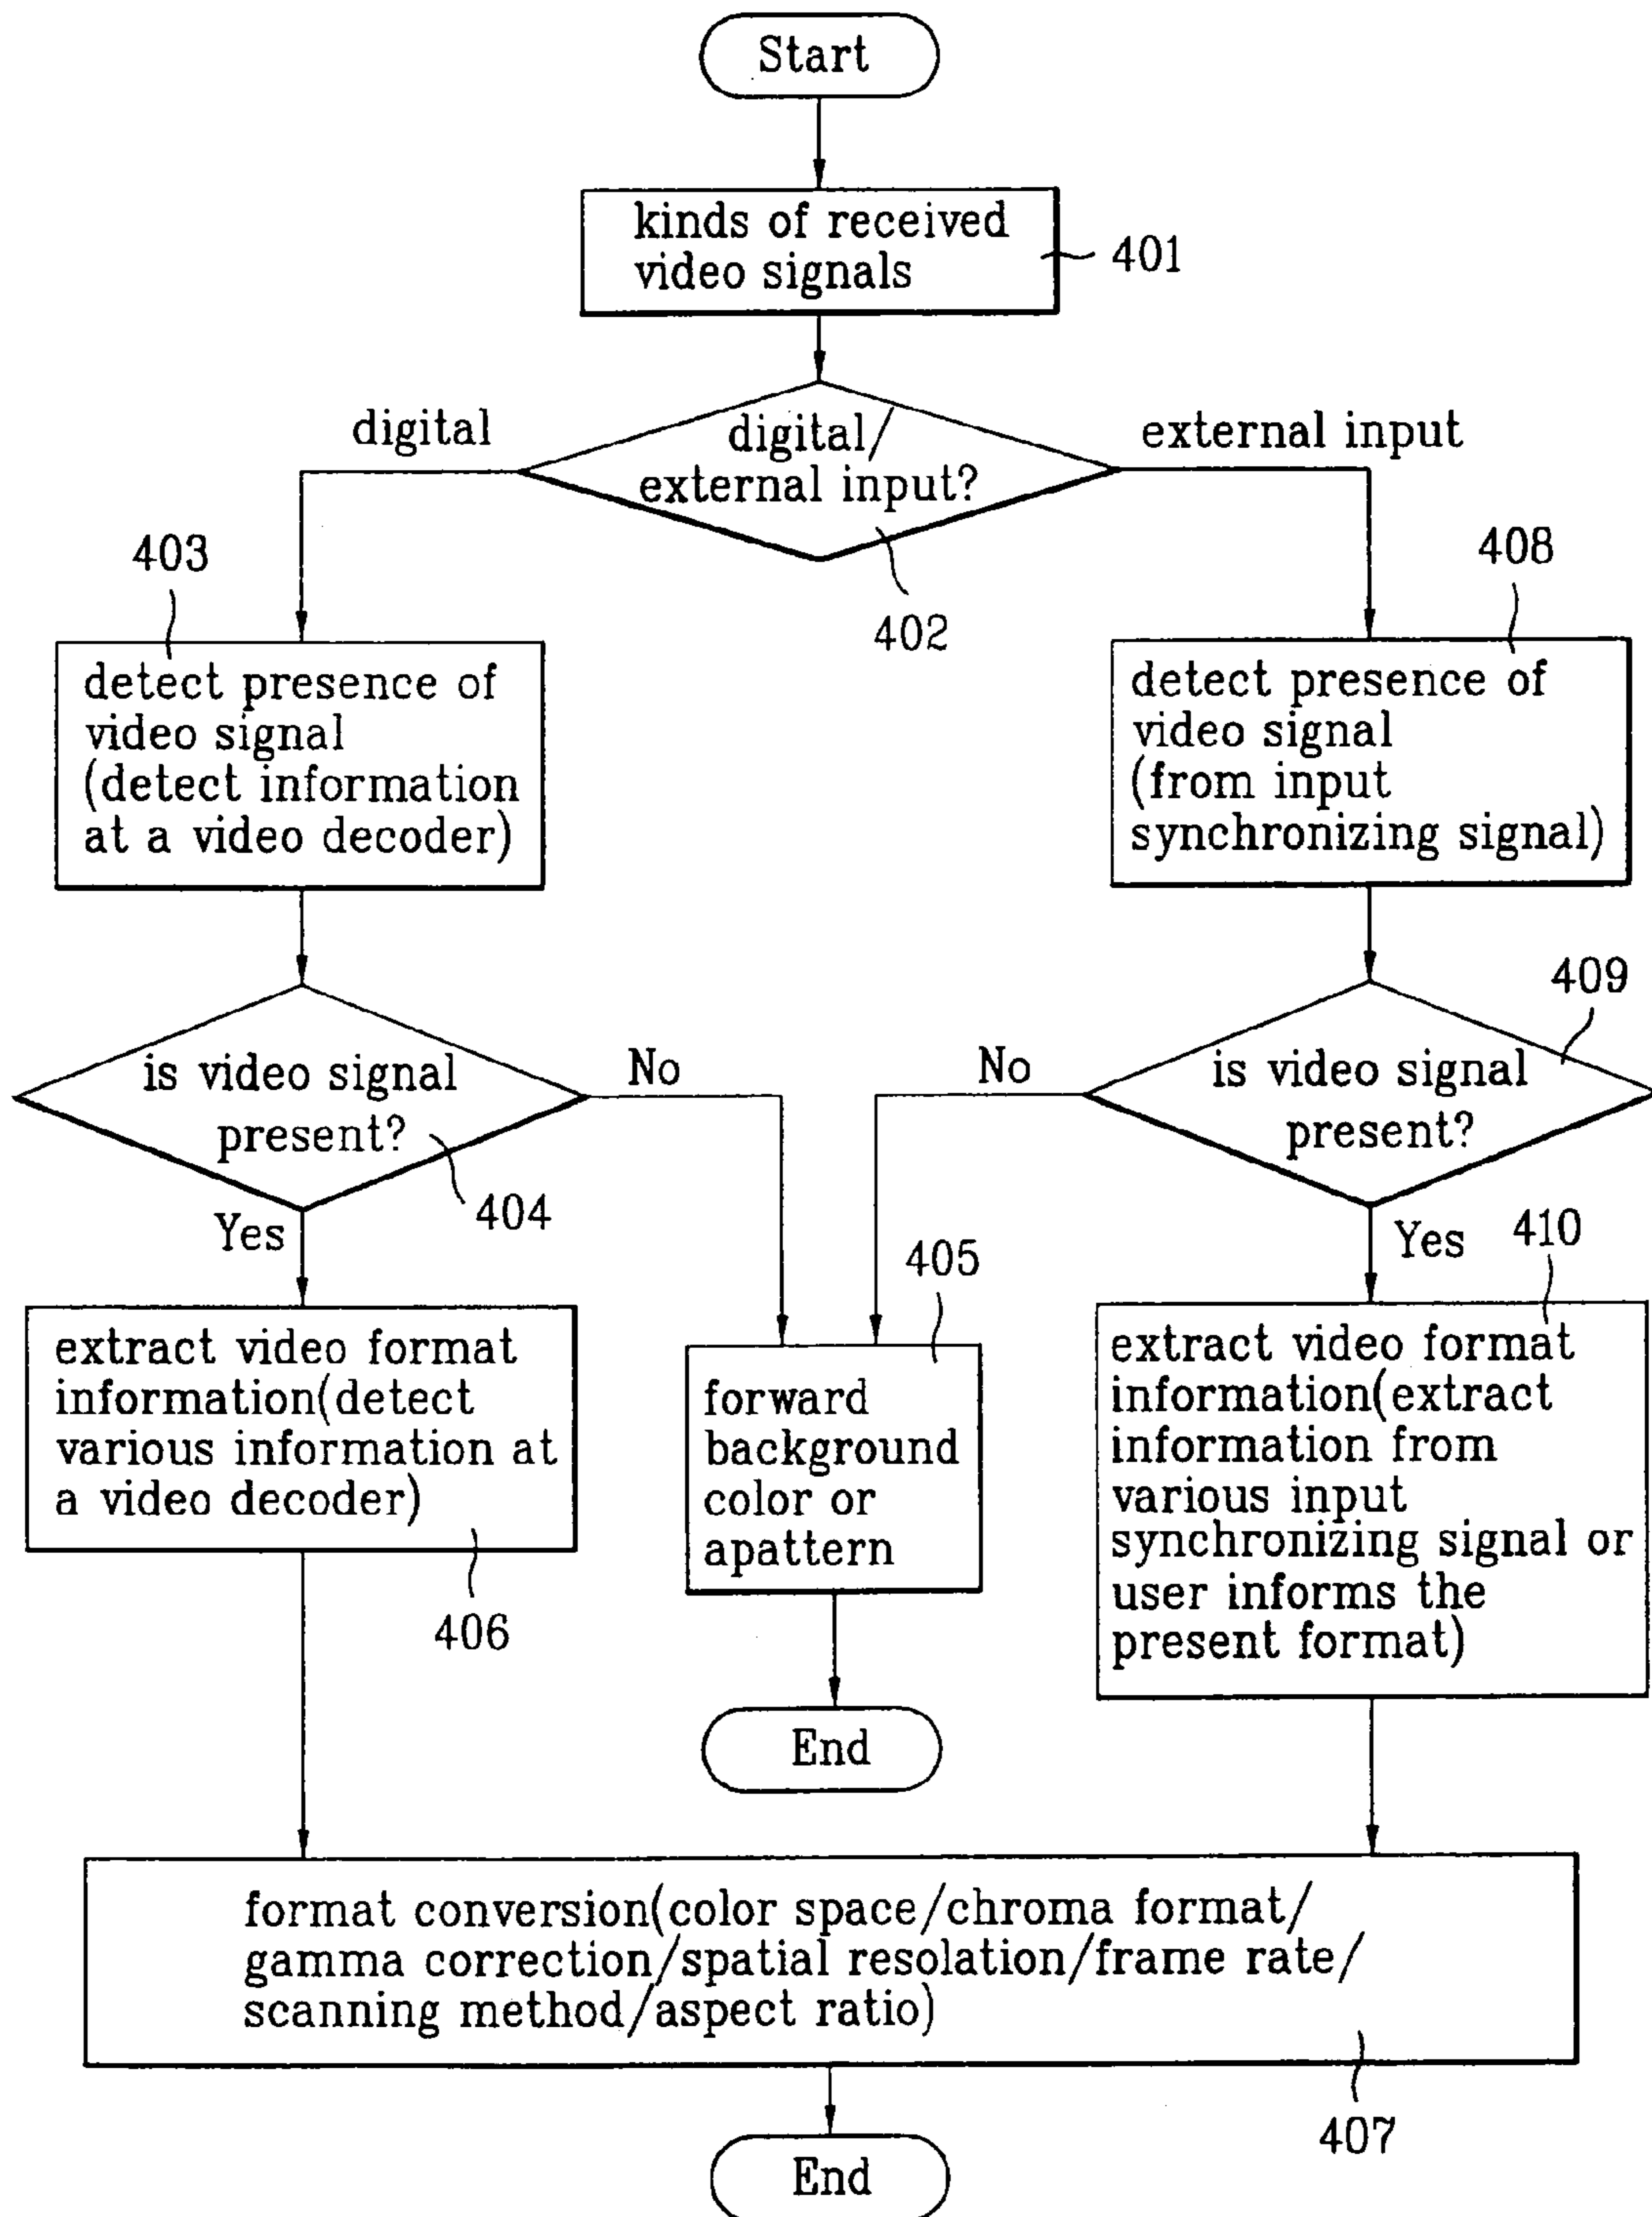 Start
kinds of received
video signals
401
digital
digital/
external input?
external input
402
403
detect presence of
video signal
(detect information
at a video decoder)
408
detect presence of
video signal
(from input
synchronizing signal)
is video signal
present?
404
No
Yes
No
409
is video signal
present?
Yes
extract video format
information(detect
various information at
a video decoder)
406
405
forward
background
color or
apattern
End
410
extract video format
information(extract
information from
various input
synchronizing signal or
user informs the
present format)
format conversion(color space/chroma format/
gamma correction/spatial resolation/frame rate/
scanning method/aspect ratio)
407
End